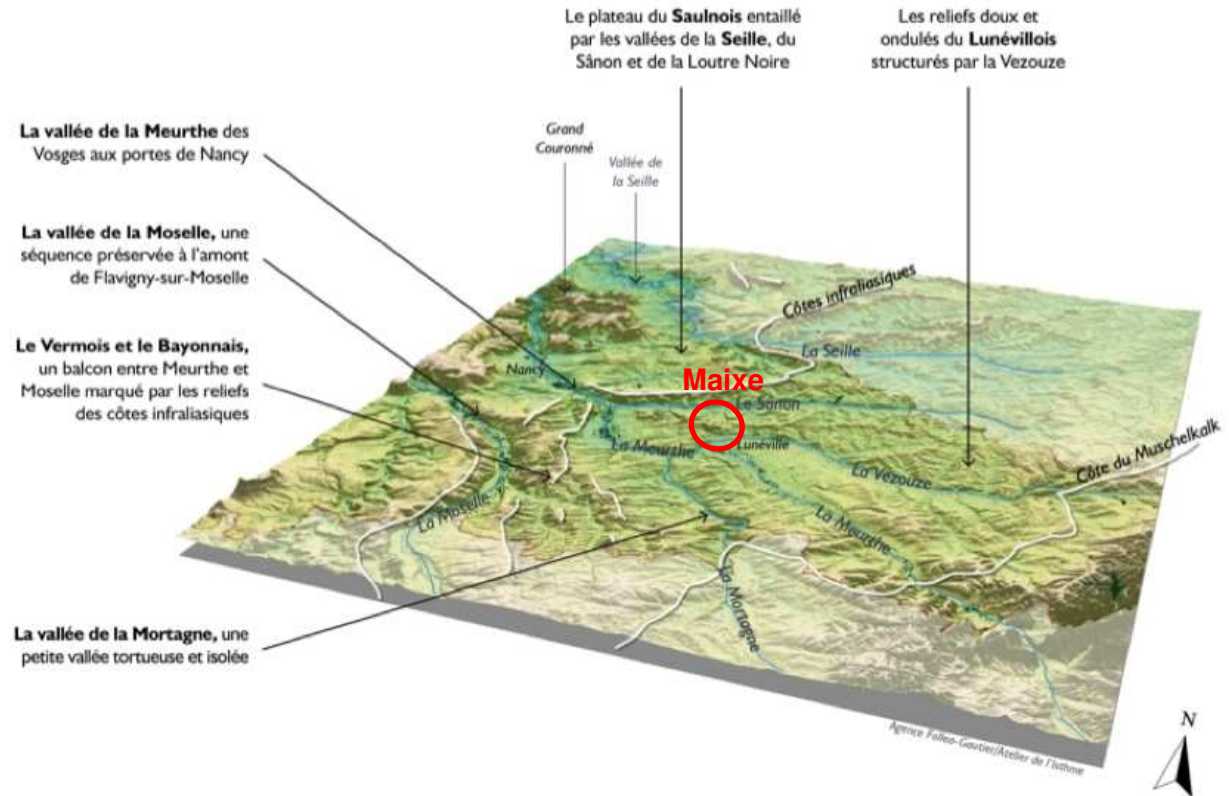 Le plateau du Saulnois entaillé
par les vallées de la Seille, du
Sânon et de la Loutre Noire
Les reliefs doux et
ondulés du Lunévillois
structurés par la Vezouze
La vallée de la Meurthe des
Vosges aux portes de Nancy
Grand
Couronné
Vallée de
la Seille
La vallée de la Moselle, une
séquence préservée à l'amont
de Flavigny-sur-Moselle
Le Vermois et le Bayonnais,
un balcon entre Meurthe et
Moselle marqué par les reliefs
des côtes infraliasiques
La vallée de la Mortagne, une
petite vallée tortueuse et isolée
Côtes infraliasiques
La Seille
Nancy
Maixe
Le Sânon
Lunéville
La Meurthe
La Vezouze
Côte du Muschelkalk
La Moselle
La Meurthe
La Mortagne
Agence Follea-Gautier/Atelier de l'Isthme
N